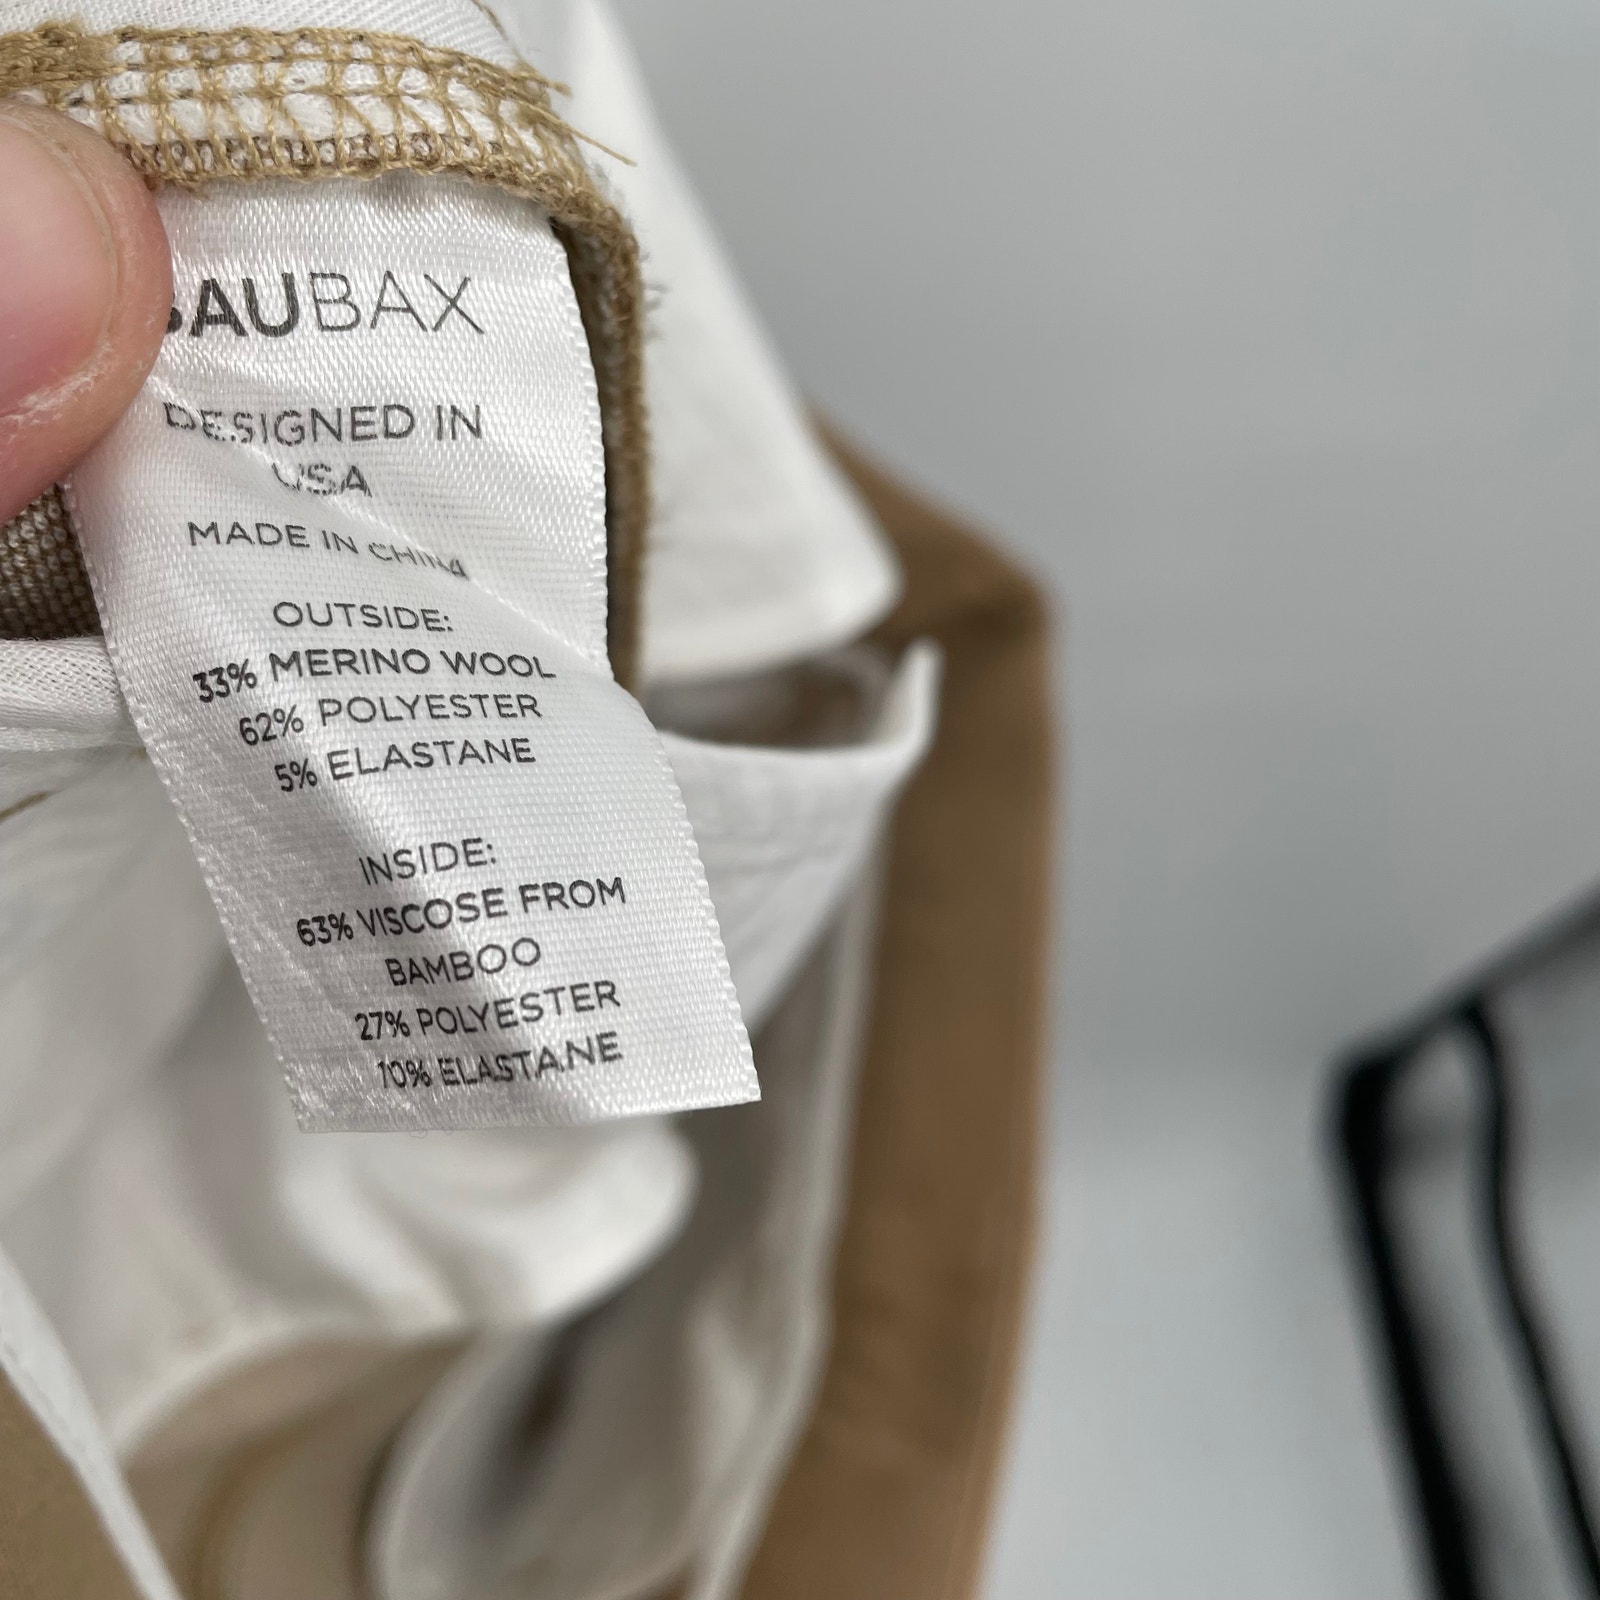 BAUBAX
DESIGNED IN
USA
MADE IN CHINA
OUTSIDE:
33% MERINO WOOL
62% POLYESTER
5% ELASTANE
INSIDE:
63% VISCOSE FROM
BAMBOO
27% POLYESTER
10% ELASTANE